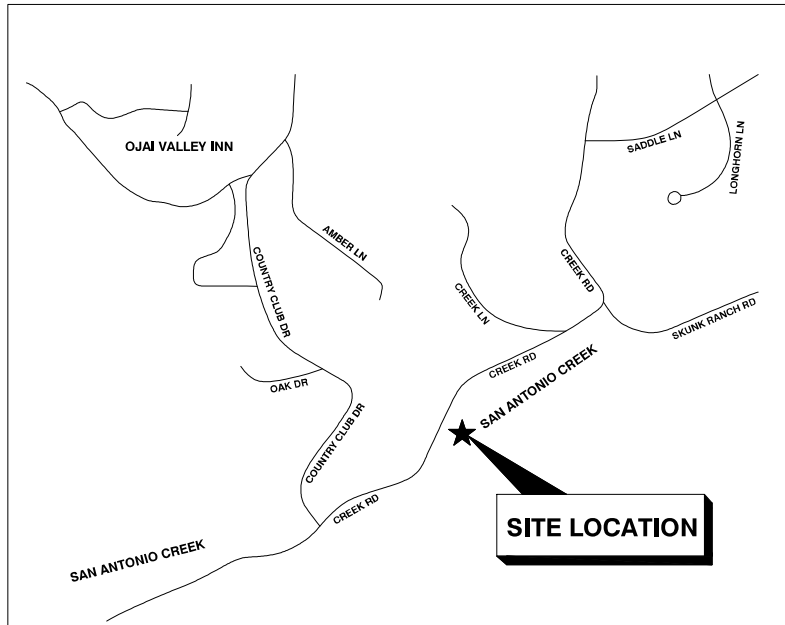 OJAI VALLEY INN
SADDLE LN
LONGHORN LN
AMBER LN
COUNTRY CLUB DR
CREEK RD
CREEK LN
SKUNK RANCH RD
CREEK RD
SAN ANTONIO CREEK
OAK DR
COUNTRY CLUB DR
CREEK RD
SITE LOCATION
SAN ANTONIO CREEK